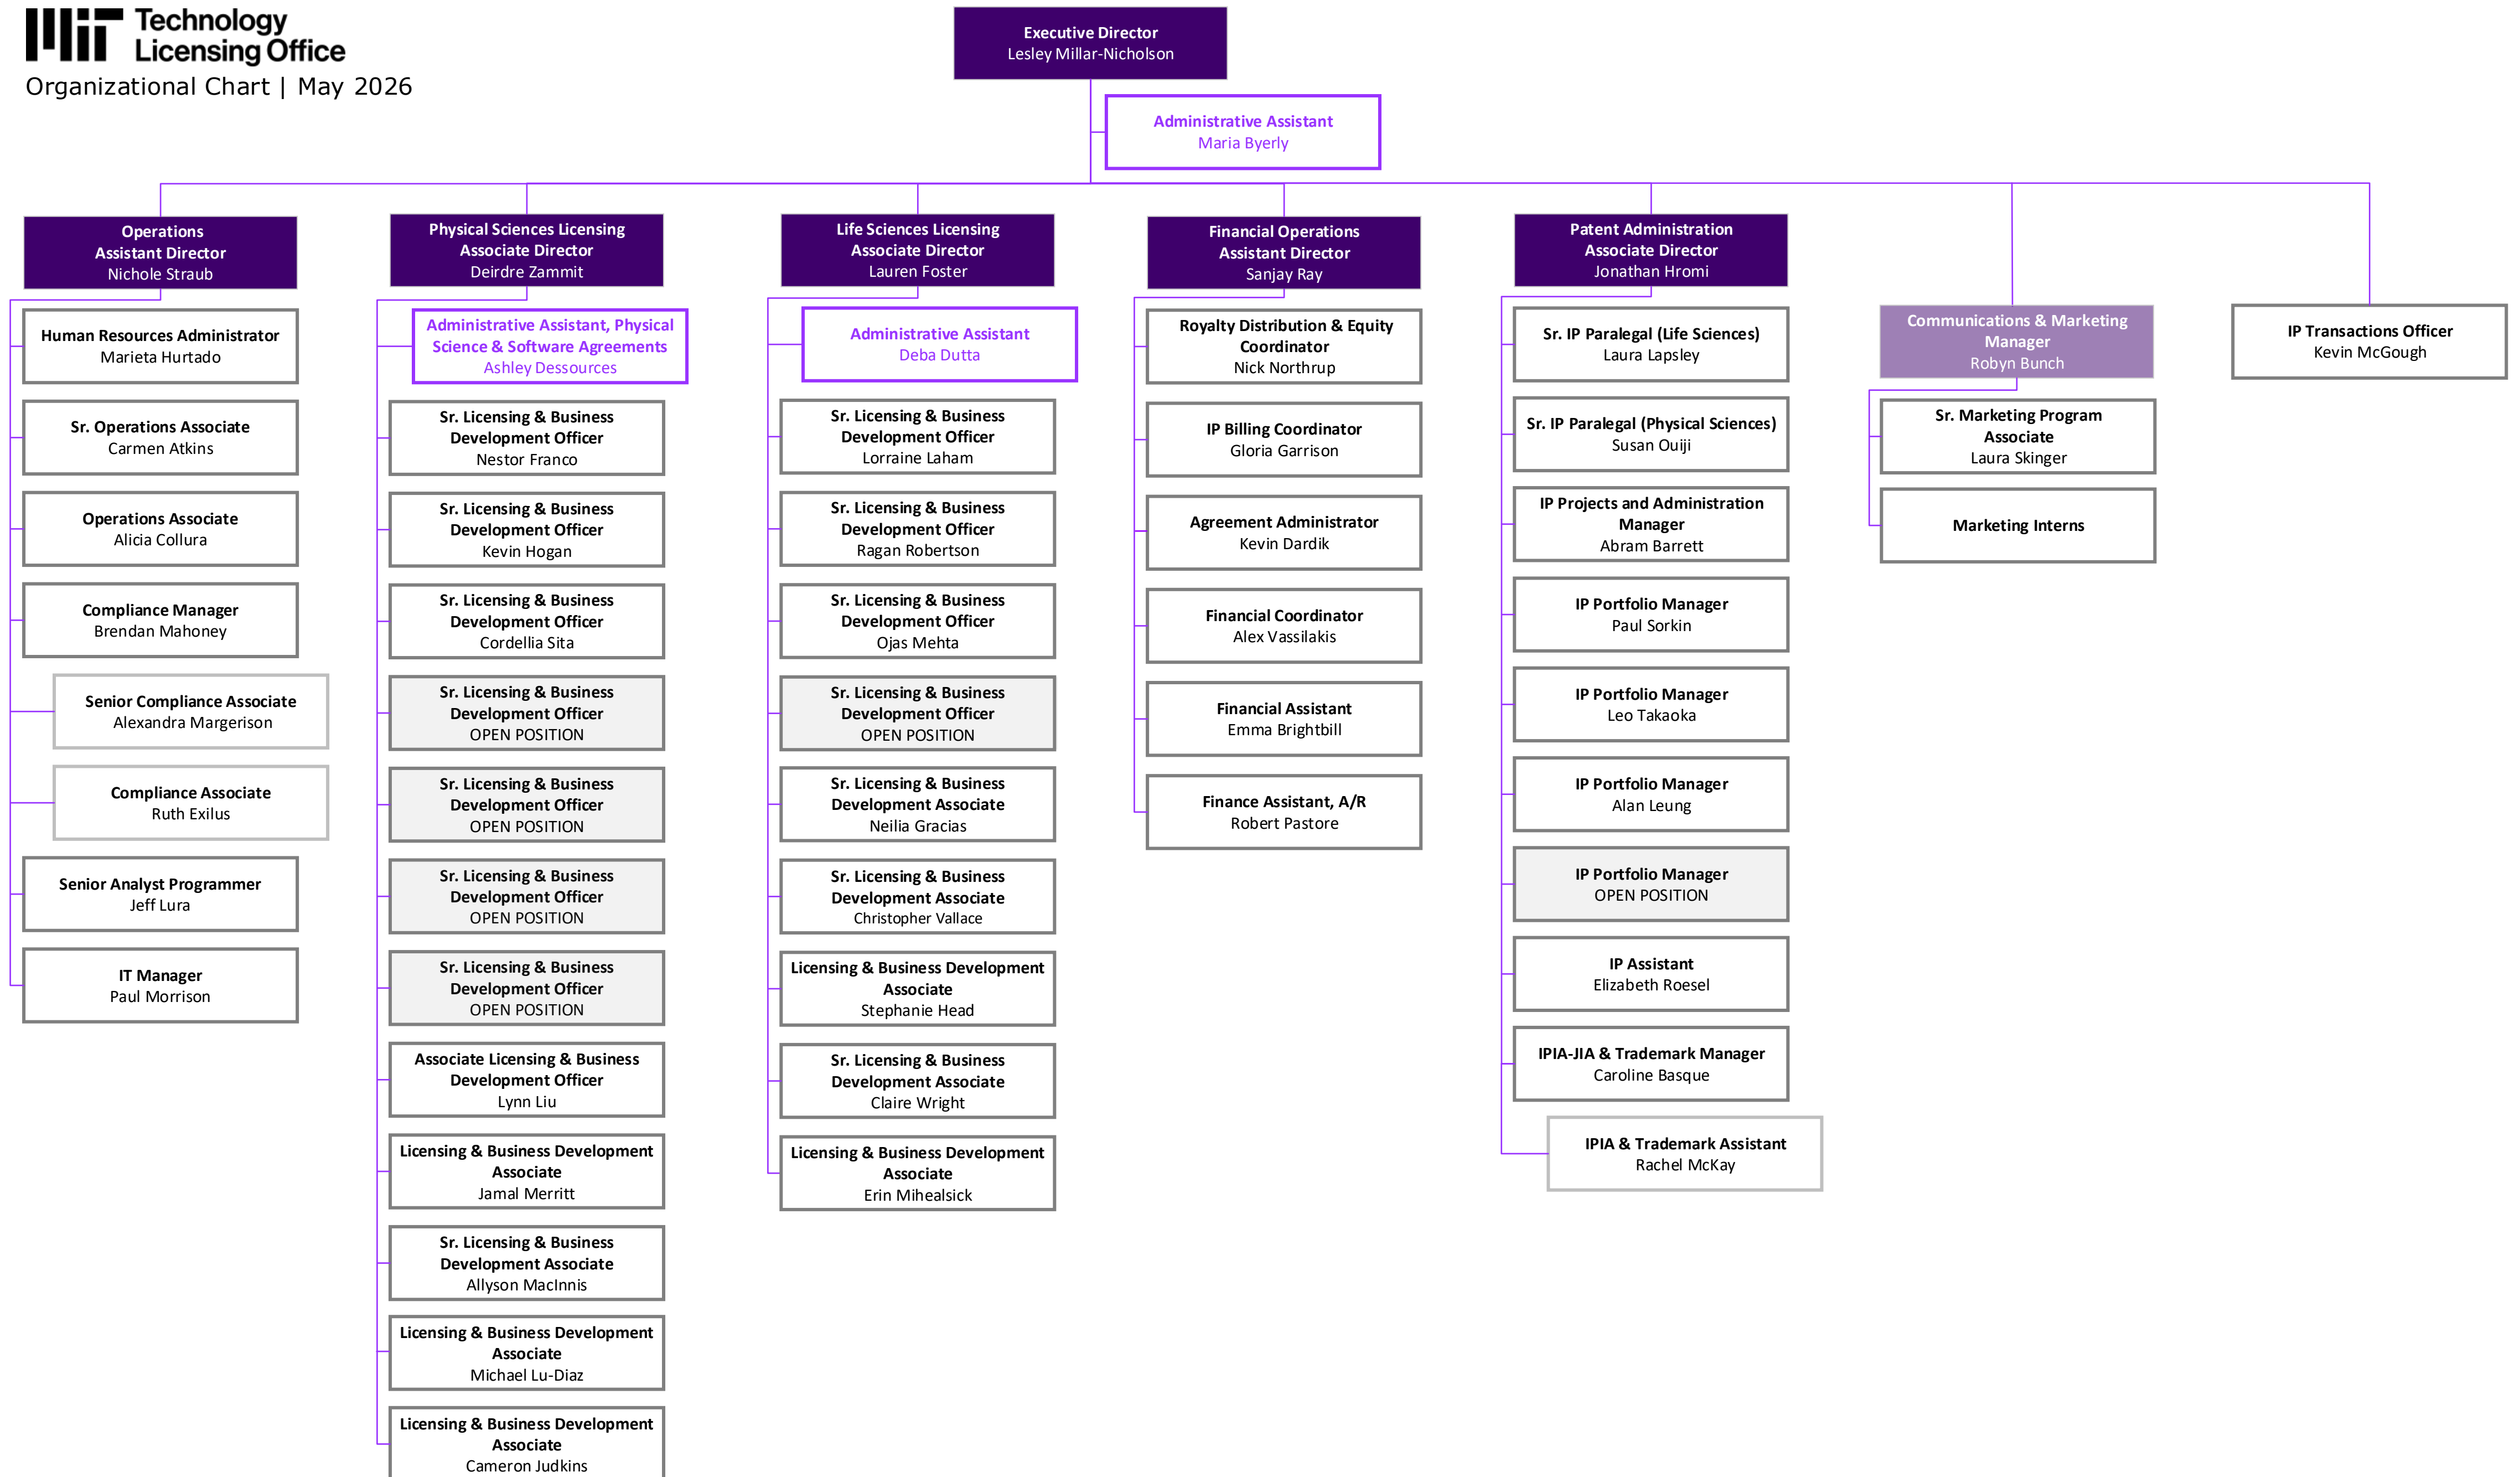 MIT Technology
Licensing Office
Organizational Chart | May 2026
Executive Director
Lesley Millar-Nicholson
Administrative Assistant
Maria Byerly
Operations
Assistant Director
Nichole Straub
Human Resources Administrator
Marieta Hurtado
Sr. Operations Associate
Carmen Atkins
Operations Associate
Alicia Collura
Compliance Manager
Brendan Mahoney
Senior Compliance Associate
Alexandra Margerison
Compliance Associate
Ruth Exilus
Senior Analyst Programmer
Jeff Lura
IT Manager
Paul Morrison
Physical Sciences Licensing
Associate Director
Deirdre Zammit
Administrative Assistant, Physical
Science & Software Agreements
Ashley Dessources
Sr. Licensing & Business
Development Officer
Nestor Franco
Sr. Licensing & Business
Development Officer
Kevin Hogan
Sr. Licensing & Business
Development Officer
Cordellia Sita
Sr. Licensing & Business
Development Officer
OPEN POSITION
Sr. Licensing & Business
Development Officer
OPEN POSITION
Sr. Licensing & Business
Development Officer
OPEN POSITION
Sr. Licensing & Business
Development Officer
OPEN POSITION
Associate Licensing & Business
Development Officer
Lynn Liu
Licensing & Business Development
Associate
Jamal Merritt
Sr. Licensing & Business
Development Associate
Allyson MacInnis
Licensing & Business Development
Associate
Michael Lu-Diaz
Licensing & Business Development
Associate
Cameron Judkins
Life Sciences Licensing
Associate Director
Lauren Foster
Administrative Assistant
Deba Dutta
Sr. Licensing & Business
Development Officer
Lorraine Laham
Sr. Licensing & Business
Development Officer
Ragan Robertson
Sr. Licensing & Business
Development Officer
Ojas Mehta
Sr. Licensing & Business
Development Officer
OPEN POSITION
Sr. Licensing & Business
Development Associate
Neilia Gracias
Sr. Licensing & Business
Development Associate
Christopher Vallace
Licensing & Business Development
Associate
Stephanie Head
Sr. Licensing & Business
Development Associate
Claire Wright
Licensing & Business Development
Associate
Erin Mihealsick
Financial Operations
Assistant Director
Sanjay Ray
Royalty Distribution & Equity
Coordinator
Nick Northrup
IP Billing Coordinator
Gloria Garrison
Agreement Administrator
Kevin Dardik
Financial Coordinator
Alex Vassilakis
Financial Assistant
Emma Brightbill
Finance Assistant, A/R
Robert Pastore
Patent Administration
Associate Director
Jonathan Hromi
Sr. IP Paralegal (Life Sciences)
Laura Lapsley
Sr. IP Paralegal (Physical Sciences)
Susan Ouiji
IP Projects and Administration
Manager
Abram Barrett
IP Portfolio Manager
Paul Sorkin
IP Portfolio Manager
Leo Takaoka
IP Portfolio Manager
Alan Leung
IP Portfolio Manager
OPEN POSITION
IP Assistant
Elizabeth Roesel
IPIA-JIA & Trademark Manager
Caroline Basque
IPIA & Trademark Assistant
Rachel McKay
Communications & Marketing
Manager
Robyn Bunch
Sr. Marketing Program
Associate
Laura Skinger
Marketing Interns
IP Transactions Officer
Kevin McGough